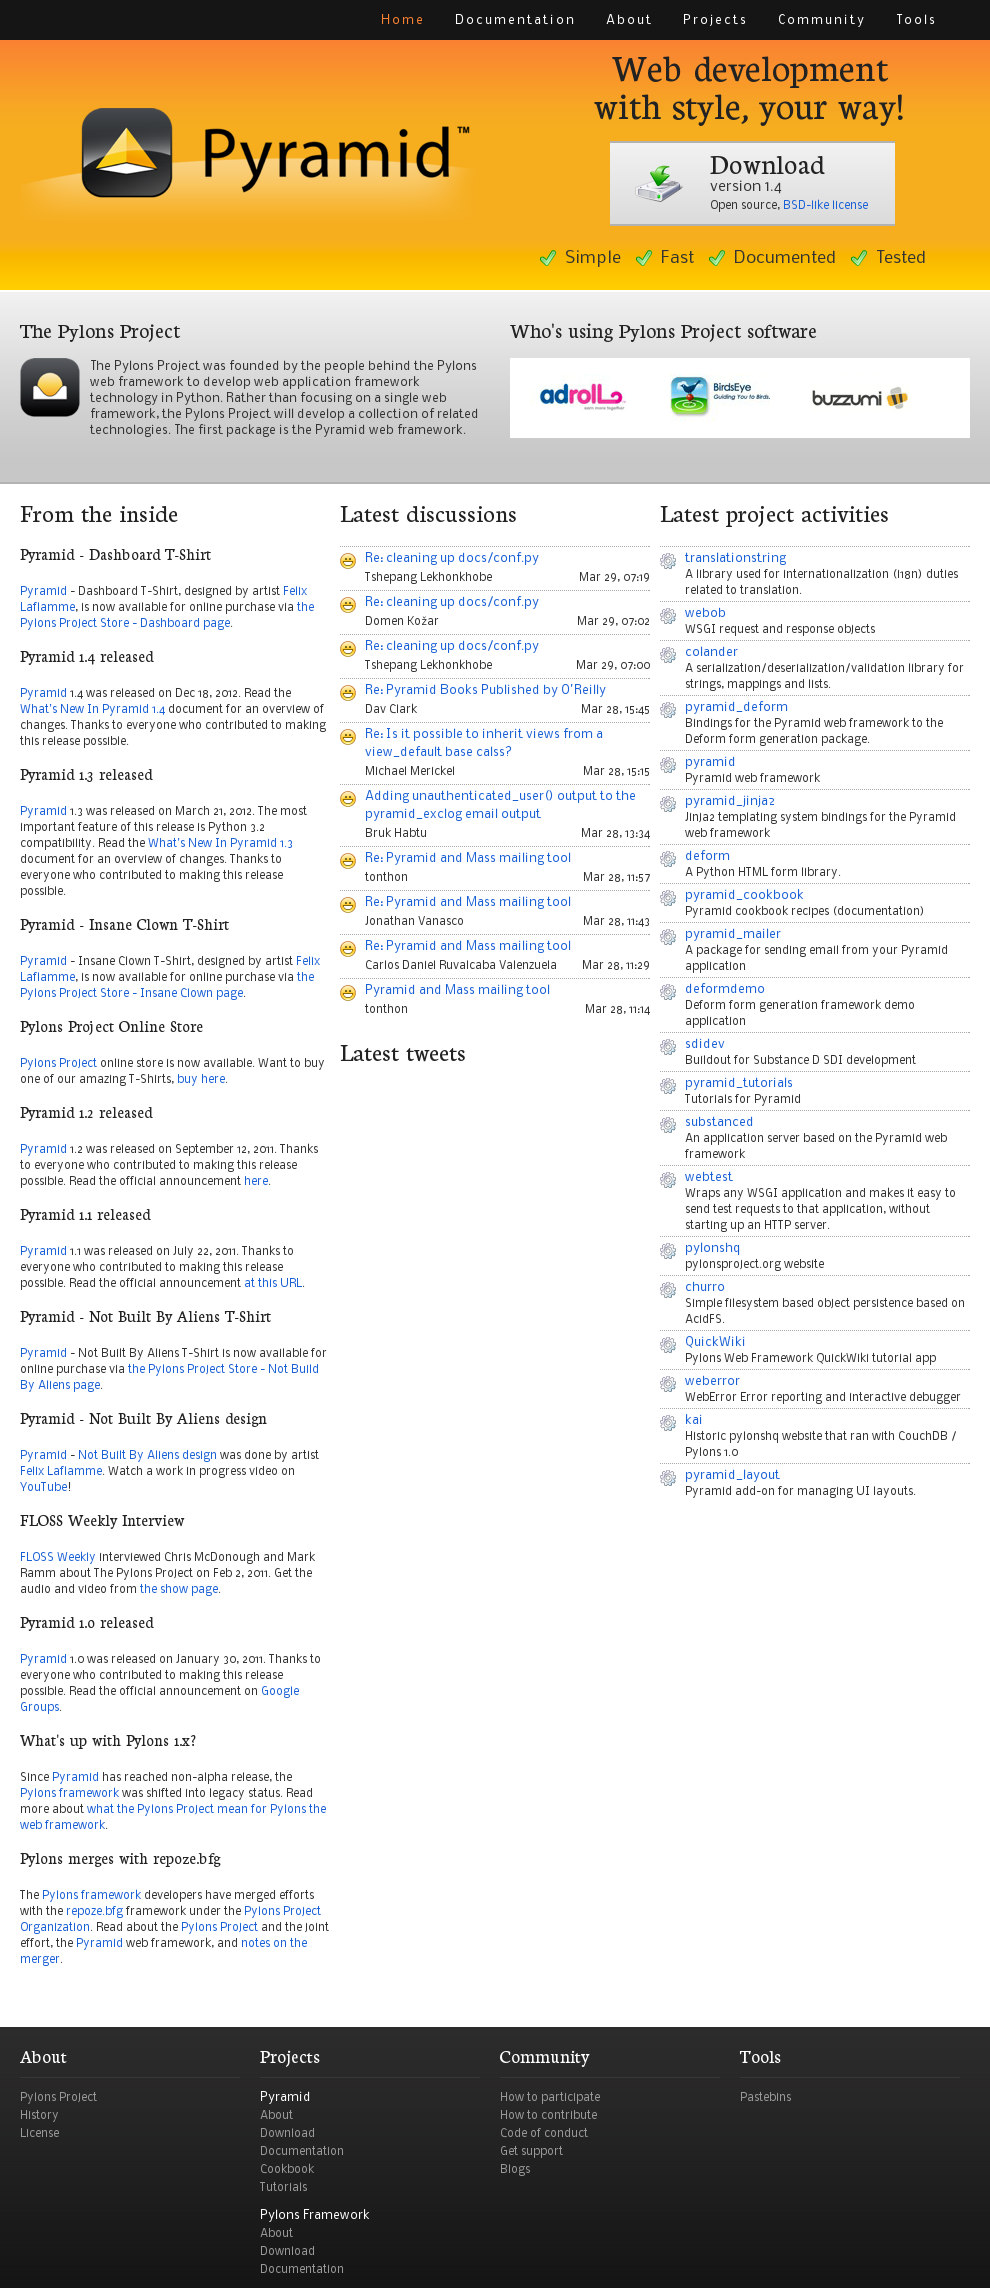 Home Documentation About Projects Community Tools
Pyramid™
Web development
with style, your way!
Download
version 1.4
Open source, BSD-like license
Simple Fast Documented Tested
The Pylons Project
The Pylons Project was founded by the people behind the Pylons
web framework to develop web application framework
technology in Python. Rather than focusing on a single web
framework, the Pylons Project will develop a collection of related
technologies. The first package is the Pyramid web framework.
Who's using Pylons Project software
adroll
earn more together
BirdsEye
Guiding You to Birds.
buzzumi
From the inside
Pyramid - Dashboard T-Shirt
Pyramid - Dashboard T-Shirt, designed by artist Felix
Laflamme, is now available for online purchase via the
Pylons Project Store - Dashboard page.
Pyramid 1.4 released
Pyramid 1.4 was released on Dec 18, 2012. Read the
What's New In Pyramid 1.4 document for an overview of
changes. Thanks to everyone who contributed to making
this release possible.
Pyramid 1.3 released
Pyramid 1.3 was released on March 21, 2012. The most
important feature of this release is Python 3.2
compatibility. Read the What's New In Pyramid 1.3
document for an overview of changes. Thanks to
everyone who contributed to making this release
possible.
Pyramid - Insane Clown T-Shirt
Pyramid - Insane Clown T-Shirt, designed by artist Felix
Laflamme, is now available for online purchase via the
Pylons Project Store - Insane Clown page.
Pylons Project Online Store
Pylons Project online store is now available. Want to buy
one of our amazing T-Shirts, buy here.
Pyramid 1.2 released
Pyramid 1.2 was released on September 12, 2011. Thanks
to everyone who contributed to making this release
possible. Read the official announcement here.
Pyramid 1.1 released
Pyramid 1.1 was released on July 22, 2011. Thanks to
everyone who contributed to making this release
possible. Read the official announcement at this URL.
Pyramid - Not Built By Aliens T-Shirt
Pyramid - Not Built By Aliens T-Shirt is now available for
online purchase via the Pylons Project Store - Not Build
By Aliens page.
Pyramid - Not Built By Aliens design
Pyramid - Not Built By Aliens design was done by artist
Felix Laflamme. Watch a work in progress video on
YouTube!
FLOSS Weekly Interview
FLOSS Weekly interviewed Chris McDonough and Mark
Ramm about The Pylons Project on Feb 2, 2011. Get the
audio and video from the show page.
Pyramid 1.0 released
Pyramid 1.0 was released on January 30, 2011. Thanks to
everyone who contributed to making this release
possible. Read the official announcement on Google
Groups.
What's up with Pylons 1.x?
Since Pyramid has reached non-alpha release, the
Pylons framework was shifted into legacy status. Read
more about what the Pylons Project mean for Pylons the
web framework.
Pylons merges with repoze.bfg
The Pylons framework developers have merged efforts
with the repoze.bfg framework under the Pylons Project
Organization. Read about the Pylons Project and the joint
effort, the Pyramid web framework, and notes on the
merger.
Latest discussions
Re: cleaning up docs/conf.py
Tshepang Lekhonkhobe Mar 29, 07:19
Re: cleaning up docs/conf.py
Domen Kožar Mar 29, 07:02
Re: cleaning up docs/conf.py
Tshepang Lekhonkhobe Mar 29, 07:00
Re: Pyramid Books Published by O'Reilly
Dav Clark Mar 28, 15:45
Re: Is it possible to inherit views from a
view_default base calss?
Michael Merickel Mar 28, 15:15
Adding unauthenticated_user() output to the
pyramid_exclog email output
Bruk Habtu Mar 28, 13:34
Re: Pyramid and Mass mailing tool
tonthon Mar 28, 11:57
Re: Pyramid and Mass mailing tool
Jonathan Vanasco Mar 28, 11:43
Re: Pyramid and Mass mailing tool
Carlos Daniel Ruvalcaba Valenzuela Mar 28, 11:29
Pyramid and Mass mailing tool
tonthon Mar 28, 11:14
Latest tweets
Latest project activities
translationstring
A library used for internationalization (i18n) duties
related to translation.
webob
WSGI request and response objects
colander
A serialization/deserialization/validation library for
strings, mappings and lists.
pyramid_deform
Bindings for the Pyramid web framework to the
Deform form generation package.
pyramid
Pyramid web framework
pyramid_jinja2
Jinja2 templating system bindings for the Pyramid
web framework
deform
A Python HTML form library.
pyramid_cookbook
Pyramid cookbook recipes (documentation)
pyramid_mailer
A package for sending email from your Pyramid
application
deformdemo
Deform form generation framework demo
application
sdidev
Buildout for Substance D SDI development
pyramid_tutorials
Tutorials for Pyramid
substanced
An application server based on the Pyramid web
framework
webtest
Wraps any WSGI application and makes it easy to
send test requests to that application, without
starting up an HTTP server.
pylonshq
pylonsproject.org website
churro
Simple filesystem based object persistence based on
AcidFS.
QuickWiki
Pylons Web Framework QuickWiki tutorial app
weberror
WebError Error reporting and interactive debugger
kai
Historic pylonshq website that ran with CouchDB /
Pylons 1.0
pyramid_layout
Pyramid add-on for managing UI layouts.
About
Pylons Project
History
License
Projects
Pyramid
About
Download
Documentation
Cookbook
Tutorials
Pylons Framework
About
Download
Documentation
Community
How to participate
How to contribute
Code of conduct
Get support
Blogs
Tools
Pastebins